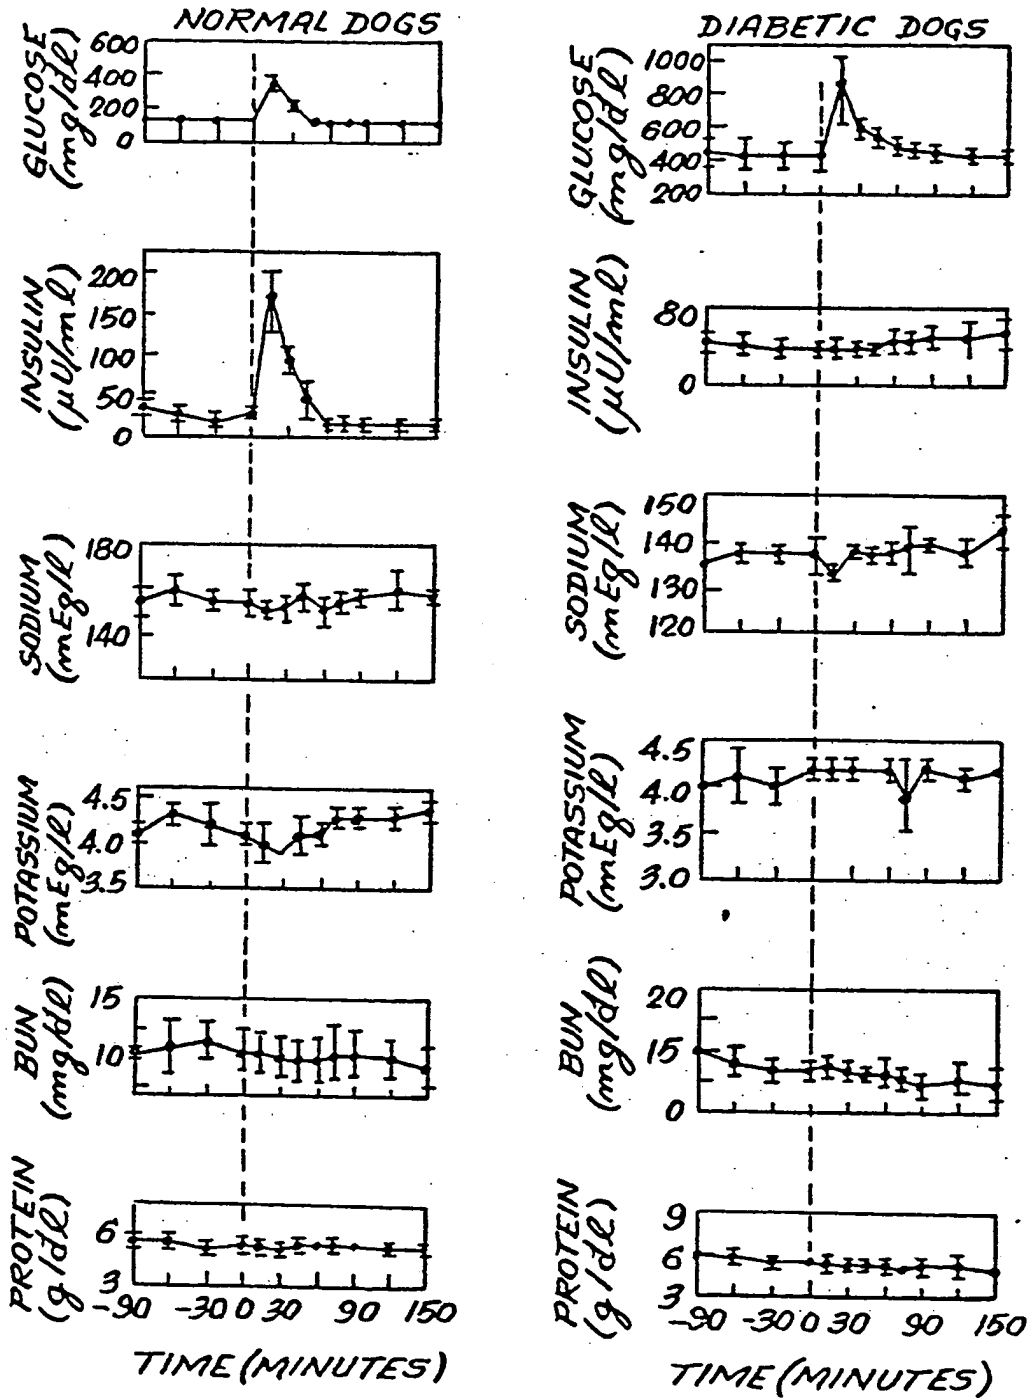 NORMAL DOGS
GLUCOSE
(mg/dl)
600
400
200
0
INSULIN
(µU/ml)
200
150
100
50
0
SODIUM
(mEq/l)
180
140
POTASSIUM
(mEq/l)
4.5
4.0
3.5
BUN
(mg/dl)
15
10
PROTEIN
(g/dl)
6
3
-90 -30 0 30 90 150
TIME (MINUTES)
DIABETIC DOGS
GLUCOSE
(mg/dl)
1000
800
600
400
200
INSULIN
(µU/ml)
80
0
SODIUM
(mEq/l)
150
140
130
120
POTASSIUM
(mEq/l)
4.5
4.0
3.5
3.0
BUN
(mg/dl)
20
15
0
PROTEIN
(g/dl)
9
6
3
-90 -30 0 30 90 150
TIME (MINUTES)